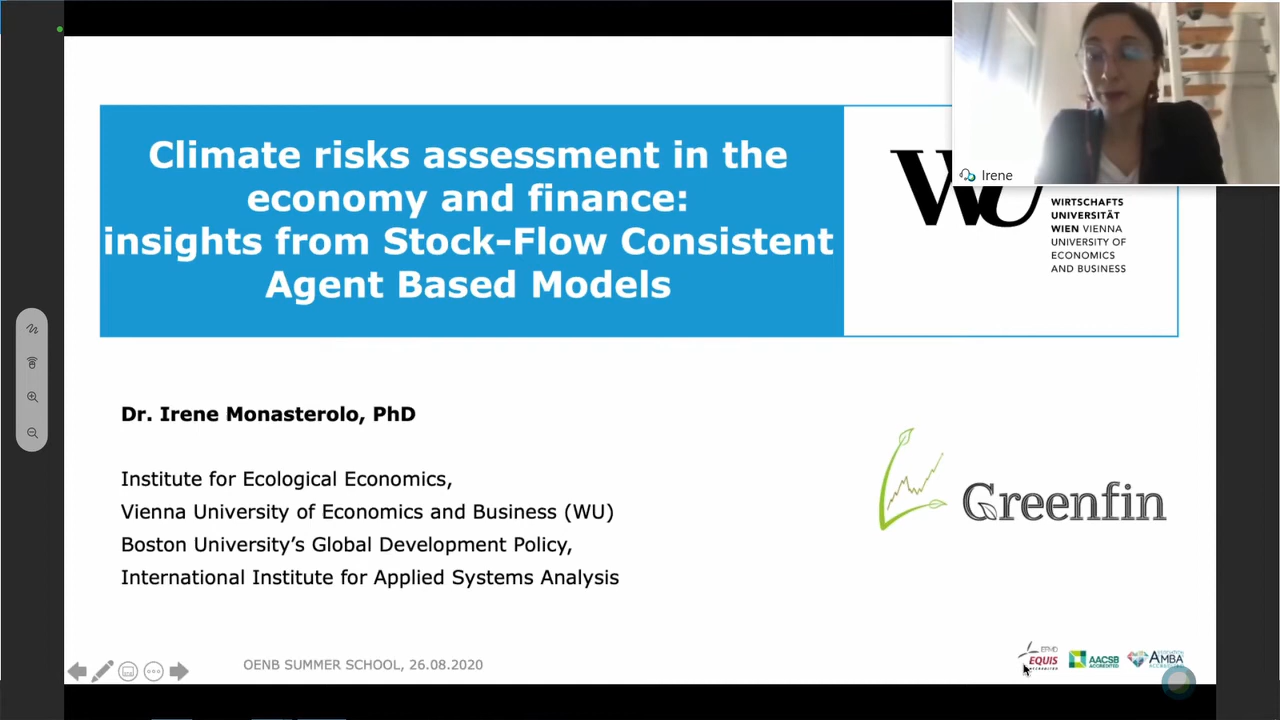 Climate risks assessment in the
economy and finance:
insights from Stock-Flow Consistent
Agent Based Models
WU
WIRTSCHAFTS
UNIVERSITÄT
WIEN VIENNA
UNIVERSITY OF
ECONOMICS
AND BUSINESS
Irene
Dr. Irene Monasterolo, PhD
Institute for Ecological Economics,
Vienna University of Economics and Business (WU)
Boston University’s Global Development Policy,
International Institute for Applied Systems Analysis
Greenfin
OENB SUMMER SCHOOL, 26.08.2020
EFMD
EQUIS
ACCREDITED
AACSB
ACCREDITED
AMBA